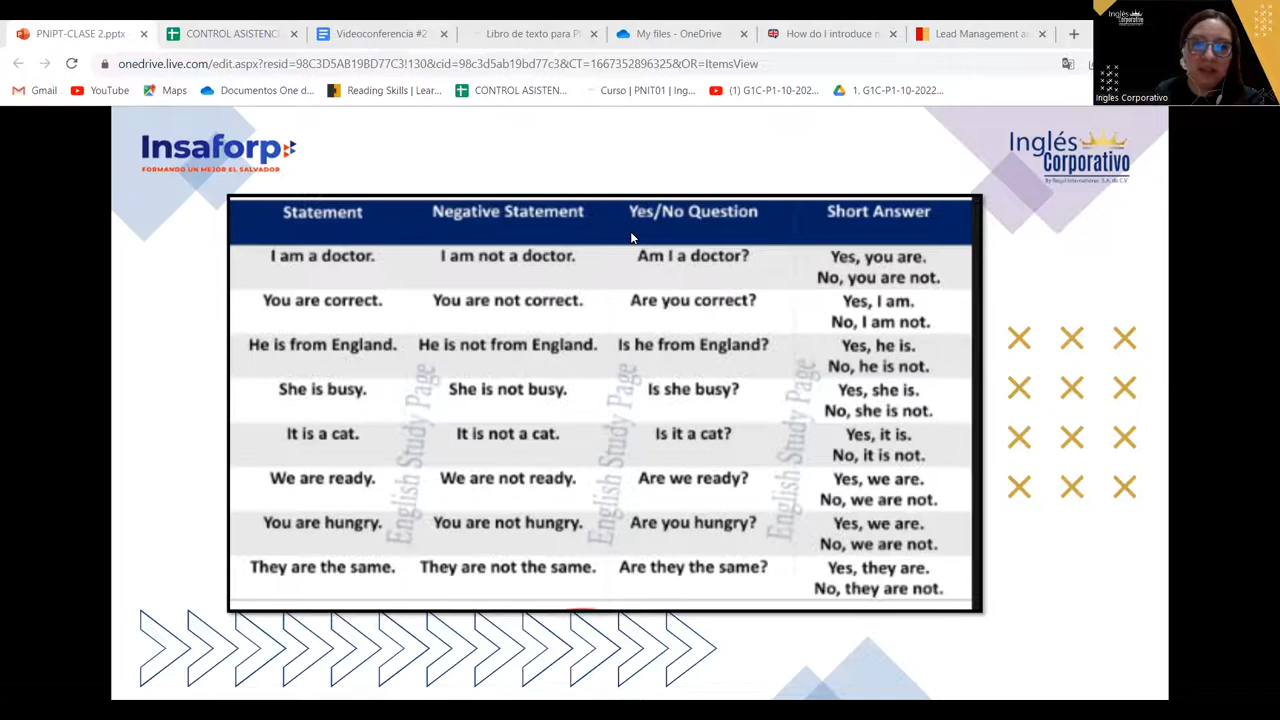 PNIPT-CLASE 2.pptx
CONTROL ASISTENC
Videoconferencia #2
Libro de texto para
My files - OneDrive
How do I introduce
Lead Management
onedrive.live.com/edit.aspx?resid=98C3D5AB19BD77C3!130&cid=98c3d5ab19bd77c3&CT=1667352896325&OR=ItemsView
Gmail
YouTube
Maps
Documentos One d...
Reading Skills | Lear...
CONTROL ASISTEN...
Curso | PNIT01 | Ing...
(1) G1C-P1-10-202...
1. G1C-P1-10-2022...
Inglés
Corporativo
Ingles Corporativo
Insaforp
FORMANDO UN MEJOR EL SALVADOR
Inglés
Corporativo
Statement Negative Statement Yes/No Question Short Answer
I am a doctor. I am not a doctor. Am I a doctor? Yes, you are.
No, you are not.
You are correct. You are not correct. Are you correct? Yes, I am.
No, I am not.
He is from England. He is not from England. Is he from England? Yes, he is.
No, he is not.
She is busy. She is not busy. Is she busy? Yes, she is.
No, she is not.
It is a cat. It is not a cat. Is it a cat? Yes, it is.
No, it is not.
We are ready. We are not ready. Are we ready? Yes, we are.
No, we are not.
You are hungry. You are not hungry. Are you hungry? Yes, we are.
No, we are not.
They are the same. They are not the same. Are they the same? Yes, they are.
No, they are not.
English Study Page
English Study Page
English Study Page